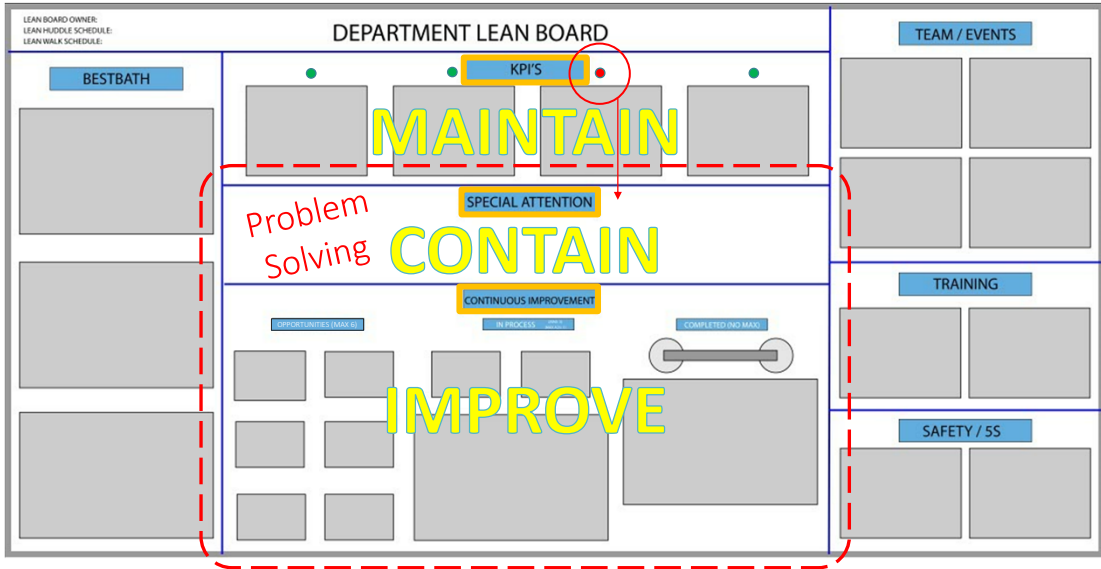 LEAN BOARD OWNER:
LEAN HUDDLE SCHEDULE:
LEAN WALK SCHEDULE:
DEPARTMENT LEAN BOARD
TEAM / EVENTS
BESTBATH
KPI'S
MAINTAIN
SPECIAL ATTENTION
Problem
Solving
CONTAIN
TRAINING
CONTINUOUS IMPROVEMENT
OPPORTUNITIES (MAX 6)
IN PROCESS
COMPLETED (NO MAX)
IMPROVE
SAFETY / 5S